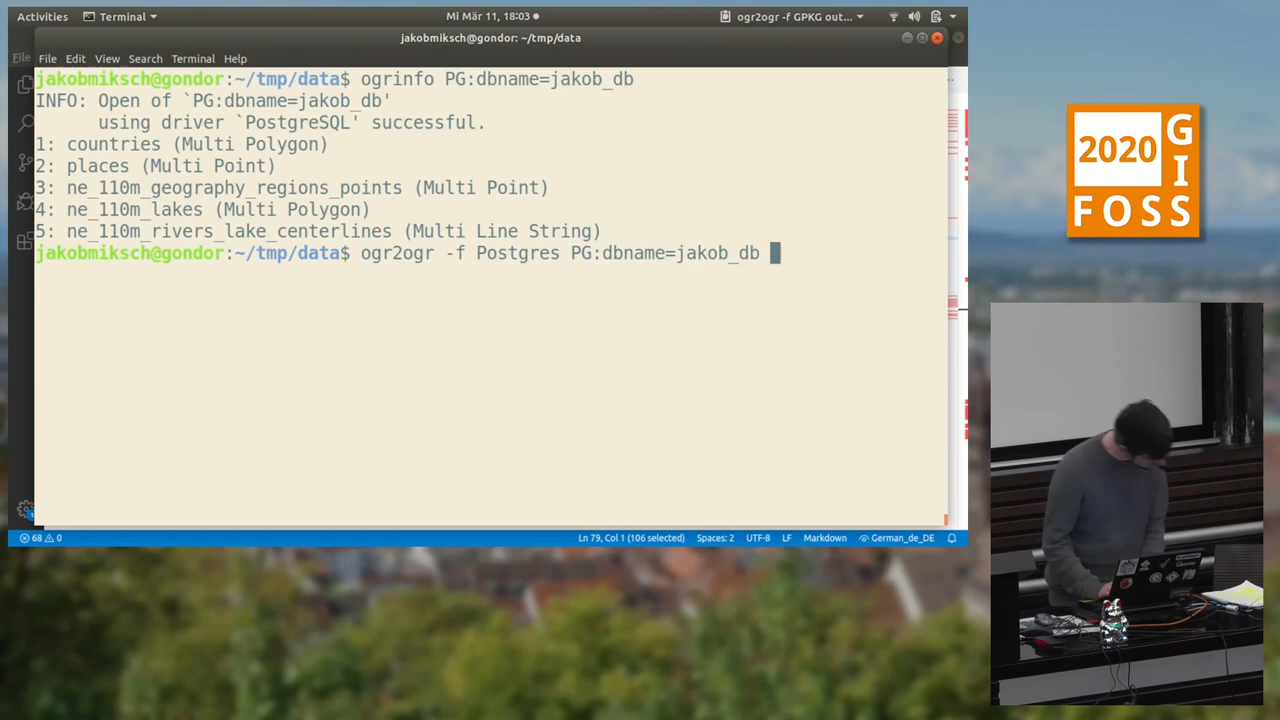 Activities Terminal Mi Mär 11, 18:03 ogr2ogr -f GPKG out...
jakobmiksch@gondor: ~/tmp/data
File File Edit View Search Terminal Help
jakobmiksch@gondor:~/tmp/data$ ogrinfo PG:dbname=jakob_db
INFO: Open of `PG:dbname=jakob_db'
using driver `PostgreSQL' successful.
1: countries (Multi Polygon)
2: places (Multi Point)
3: ne_110m_geography_regions_points (Multi Point)
4: ne_110m_lakes (Multi Polygon)
5: ne_110m_rivers_lake_centerlines (Multi Line String)
jakobmiksch@gondor:~/tmp/data$ ogr2ogr -f Postgres PG:dbname=jakob_db
68 0 Ln 79, Col 1 (106 selected) Spaces: 2 UTF-8 LF Markdown German_de_DE
2020
GIS
FOSS